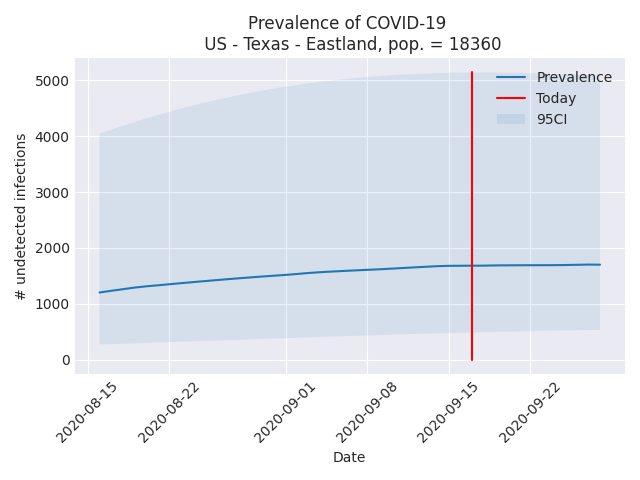 Prevalence of COVID-19
US - Texas - Eastland, pop. = 18360
# undetected infections
5000
4000
3000
2000
1000
0
Prevalence
Today
95CI
2020-08-15
2020-08-22
2020-09-01
2020-09-08
2020-09-15
2020-09-22
Date